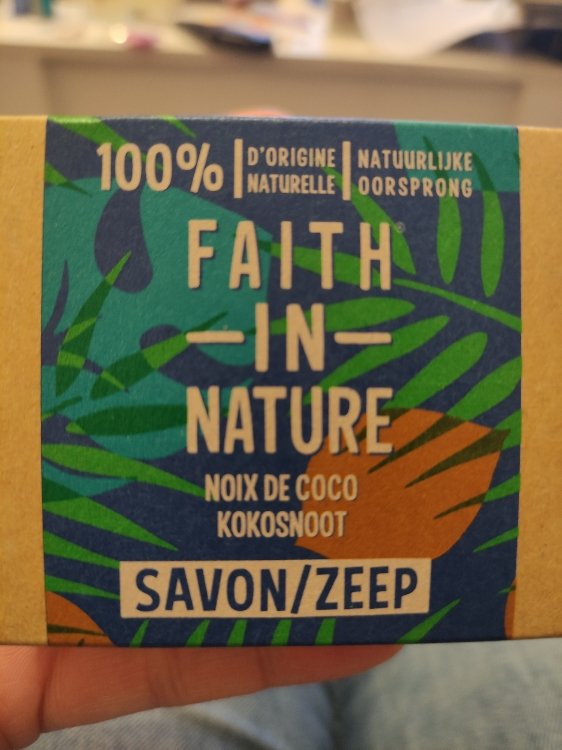 100% | D'ORIGINE NATURELLE | NATUURLIJKE OORSPRONG
FAITH®
—IN—
NATURE
NOIX DE COCO
KOKOSNOOT
SAVON/ZEEP